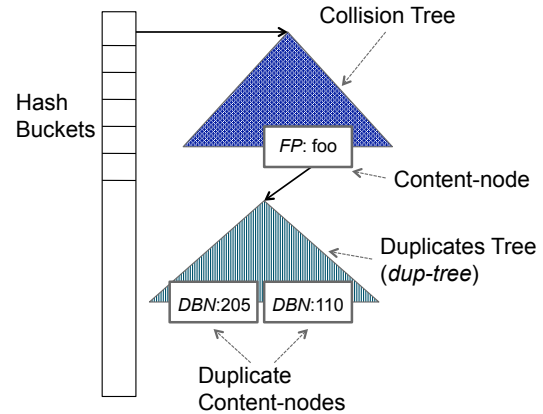 Collision Tree
Hash
Buckets
FP: foo
Content-node
Duplicates Tree
(dup-tree)
DBN:205
DBN:110
Duplicate
Content-nodes